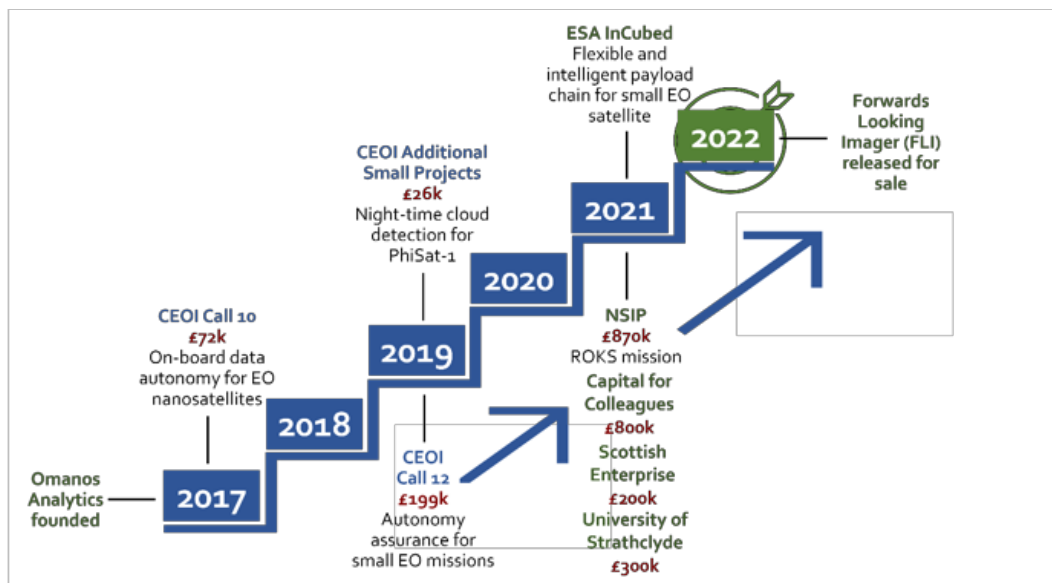 ESA InCubed
Flexible and
intelligent payload
chain for small EO
satellite
2022
Forwards
Looking
Imager (FLI)
released for
sale
CEOI Additional
Small Projects
£26k
Night-time cloud
detection for
PhiSat-1
2021
2020
NSIP
£870k
ROKS mission
Capital for
Colleagues
£800k
Scottish
Enterprise
£200k
University of
Strathclyde
£300k
CEOI Call 10
£72k
On-board data
autonomy for EO
nanosatellites
2019
2018
CEOI
Call 12
£199k
Autonomy
assurance for
small EO missions
Omanos
Analytics
founded
2017